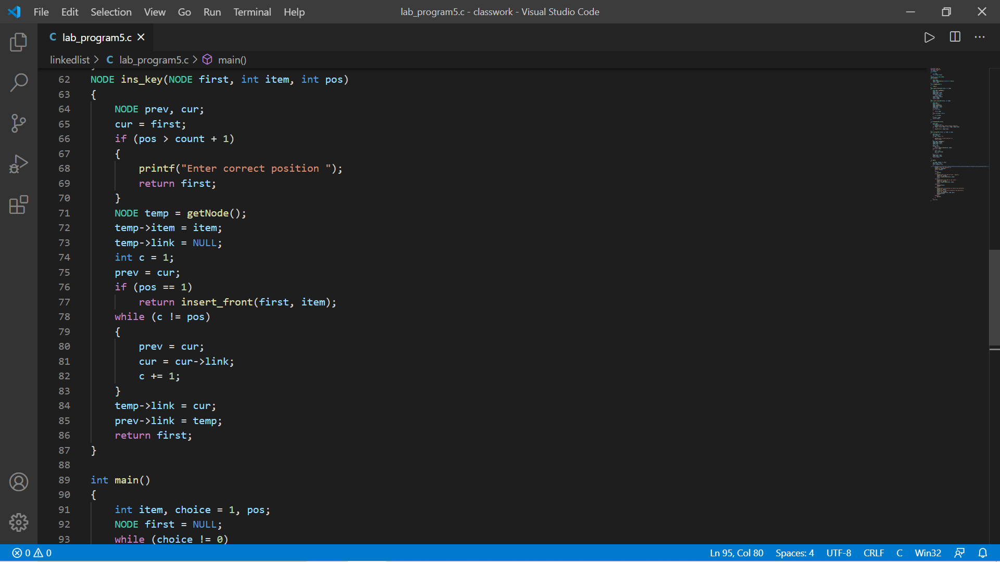 File Edit Selection View Go Run Terminal Help lab_program5.c - classwork - Visual Studio Code
C lab_program5.c
linkedlist > C lab_program5.c > main()
62 NODE ins_key(NODE first, int item, int pos)
63 {
64 NODE prev, cur;
65 cur = first;
66 if (pos > count + 1)
67 {
68 printf("Enter correct position ");
69 return first;
70 }
71 NODE temp = getNode();
72 temp->item = item;
73 temp->link = NULL;
74 int c = 1;
75 prev = cur;
76 if (pos == 1)
77 return insert_front(first, item);
78 while (c != pos)
79 {
80 prev = cur;
81 cur = cur->link;
82 c += 1;
83 }
84 temp->link = cur;
85 prev->link = temp;
86 return first;
87 }
88
89 int main()
90 {
91 int item, choice = 1, pos;
92 NODE first = NULL;
93 while (choice != 0)
0 0 Ln 95, Col 80 Spaces: 4 UTF-8 CRLF C Win32